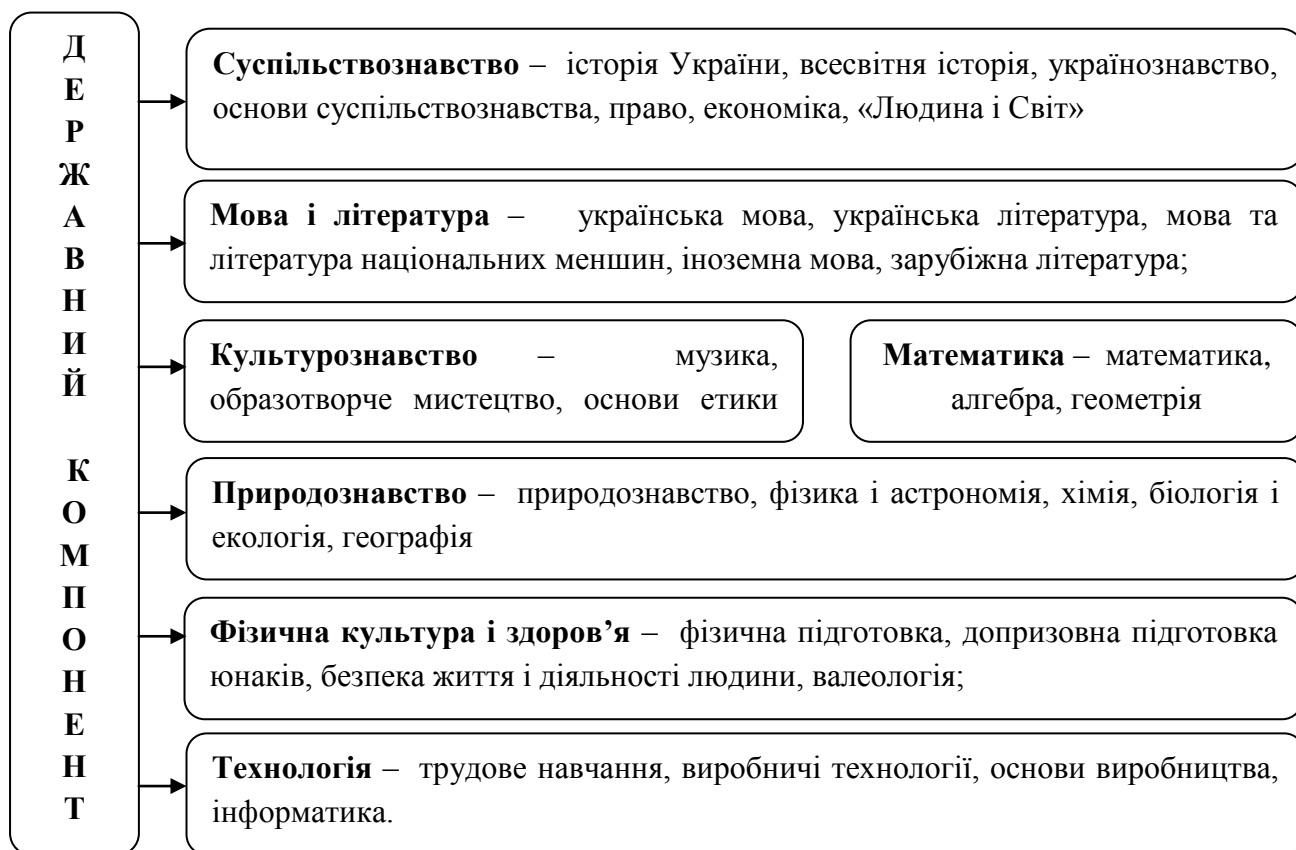 ДЕРЖАВНИЙ КОМПОНЕНТ
Суспільствознавство – історія України, всесвітня історія, українознавство,
основи суспільствознавства, право, економіка, «Людина і Світ»
Мова і література – українська мова, українська література, мова та
література національних меншин, іноземна мова, зарубіжна література;
Культурознавство – музика,
образотворче мистецтво, основи етики
Математика – математика,
алгебра, геометрія
Природознавство – природознавство, фізика і астрономія, хімія, біологія і
екологія, географія
Фізична культура і здоров’я – фізична підготовка, допризовна підготовка
юнаків, безпека життя і діяльності людини, валеологія;
Технологія – трудове навчання, виробничі технології, основи виробництва,
інформатика.